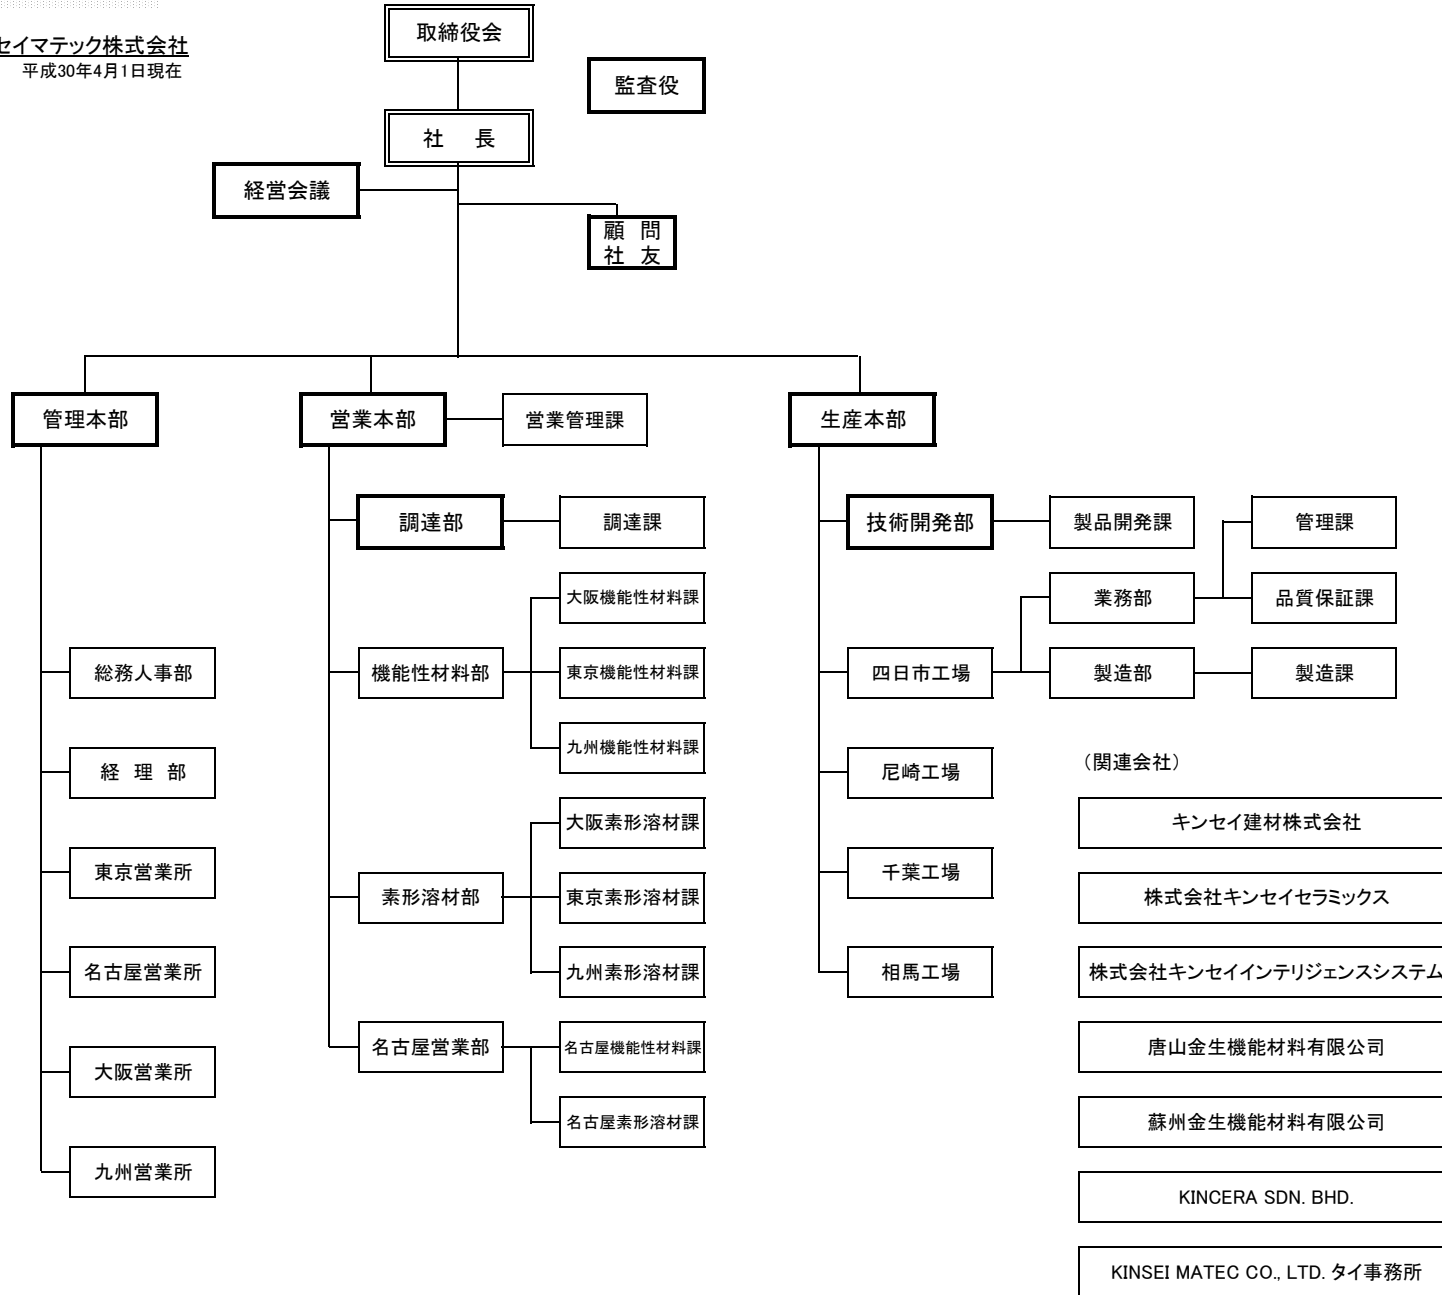 セイマテック株式会社
平成30年4月1日現在
取締役会
監査役
社 長
経営会議
顧 問
社 友
管理本部
営業本部
営業管理課
生産本部
調達部
調達課
技術開発部
製品開発課
管理課
大阪機能性材料課
業務部
品質保証課
総務人事部
機能性材料部
東京機能性材料課
四日市工場
製造部
製造課
経 理 部
九州機能性材料課
尼崎工場
（関連会社）
大阪素形溶材課
キンセイ建材株式会社
東京営業所
千葉工場
素形溶材部
東京素形溶材課
株式会社キンセイセラミックス
名古屋営業所
九州素形溶材課
相馬工場
株式会社キンセイインテリジェンスシステム
名古屋営業部
名古屋機能性材料課
唐山金生機能材料有限公司
大阪営業所
名古屋素形溶材課
蘇州金生機能材料有限公司
九州営業所
KINCERA SDN. BHD.
KINSEI MATEC CO., LTD. タイ事務所